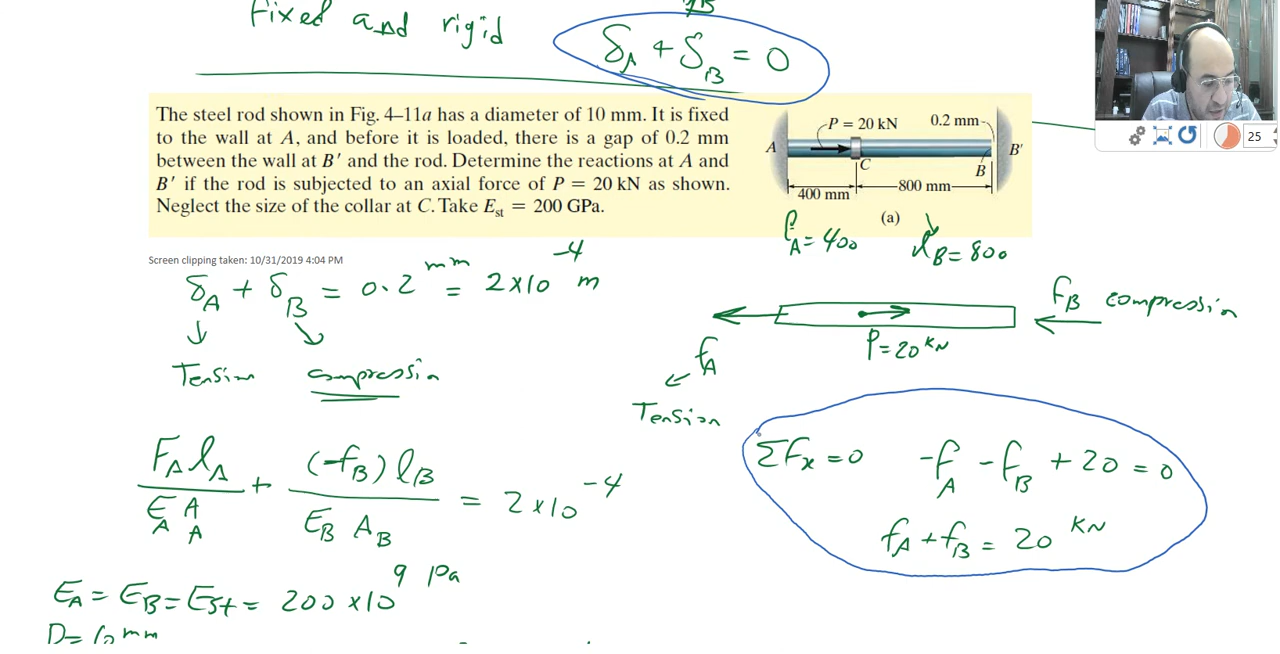 fixed and rigid
δA + δB = 0
The steel rod shown in Fig. 4–11a has a diameter of 10 mm. It is fixed
to the wall at A, and before it is loaded, there is a gap of 0.2 mm
between the wall at B′ and the rod. Determine the reactions at A and
B′ if the rod is subjected to an axial force of P = 20 kN as shown.
Neglect the size of the collar at C. Take Est = 200 GPa.
P = 20 kN
0.2 mm
A
B′
C
B
400 mm
800 mm
(a)
25
lA = 400
lB = 800
Screen clipping taken: 10/31/2019 4:04 PM
δA + δB = 0.2 mm = 2x10^-4 m
Tension compression
fA
P=20 KN
fB compression
Tension
FA lA / EA AA + (-fB) lB / EB AB = 2x10^-4
ΣFx = 0 -fA - fB + 20 = 0
fA + fB = 20 KN
EA = EB = Est = 200 x10^9 Pa
D= 10 mm